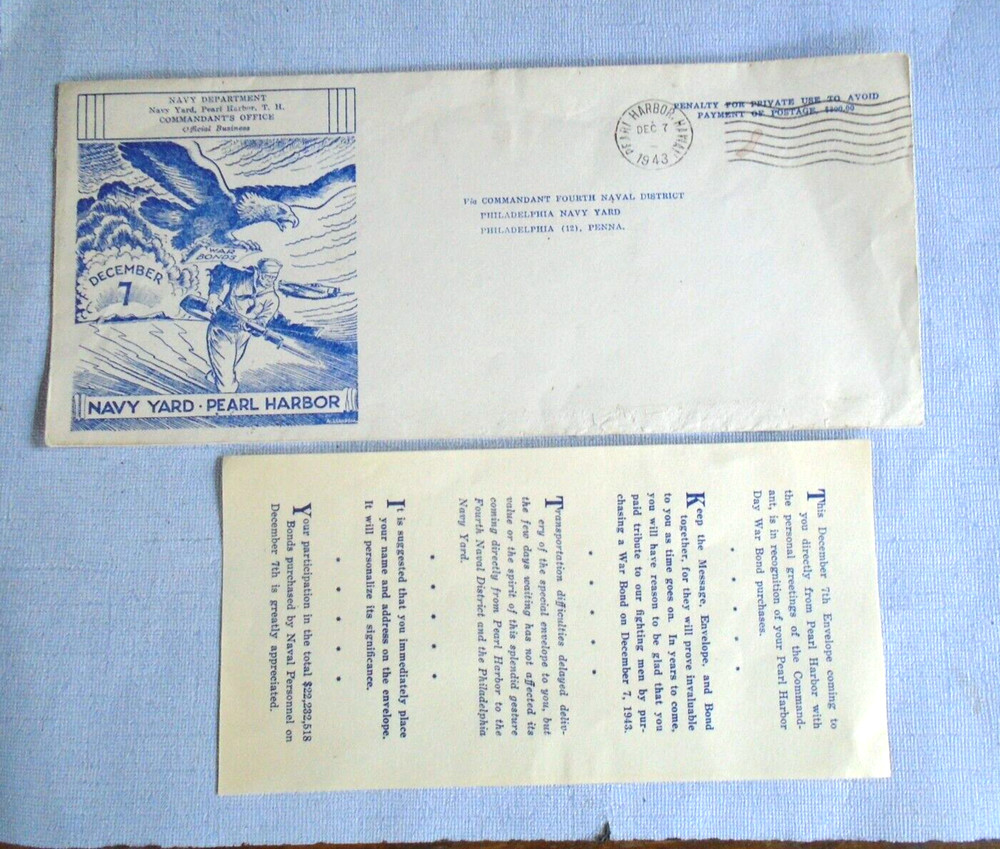 NAVY DEPARTMENT
Navy Yard, Pearl Harbor, T. H.
COMMANDANT'S OFFICE
Official Business
WAR
BONDS
DECEMBER
7
NAVY YARD · PEARL HARBOR
PEARL HARBOR, HAWAII
DEC 7
1943
PENALTY FOR PRIVATE USE TO AVOID
PAYMENT OF POSTAGE, $300.00
Via COMMANDANT FOURTH NAVAL DISTRICT
PHILADELPHIA NAVY YARD
PHILADELPHIA (12), PENNA.
This December 7th Envelope coming to
you directly from Pearl Harbor with
the personal greetings of the Command-
ant, is in recognition of your Pearl Harbor
Day War Bond purchases.
* * * * *
Keep the Message, Envelope, and Bond
together, for they will prove invaluable
to you as time goes on. In years to come,
you will have reason to be glad that you
paid tribute to our fighting men by pur-
chasing a War Bond on December 7, 1943.
* * * * *
Transportation difficulties delayed deliv-
ery of the special envelope to you, but
the few days waiting has not affected its
value or the spirit of this splendid gesture
coming directly from Pearl Harbor to the
Fourth Naval District and the Philadelphia
Navy Yard.
* * * * *
It is suggested that you immediately place
your name and address on the envelope.
It will personalize its significance.
* * * * *
Your participation in the total $22,232,518
Bonds purchased by Naval Personnel on
December 7th is greatly appreciated.